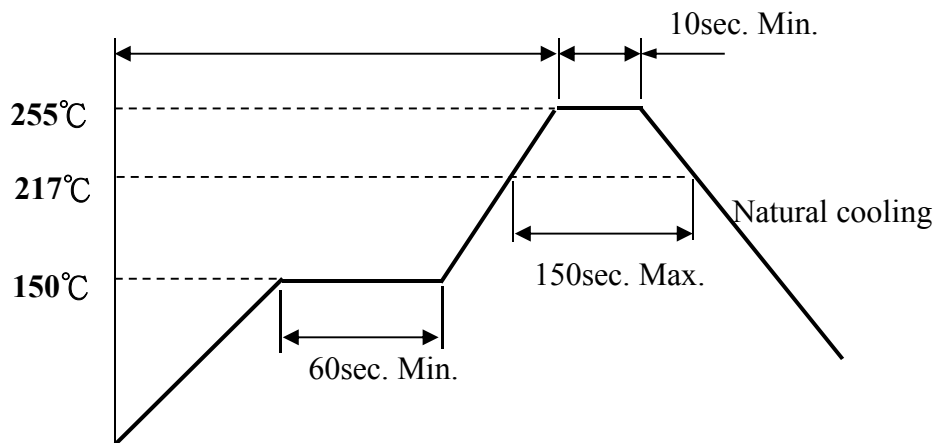 10sec. Min.
255℃
217℃
Natural cooling
150℃
150sec. Max.
60sec. Min.